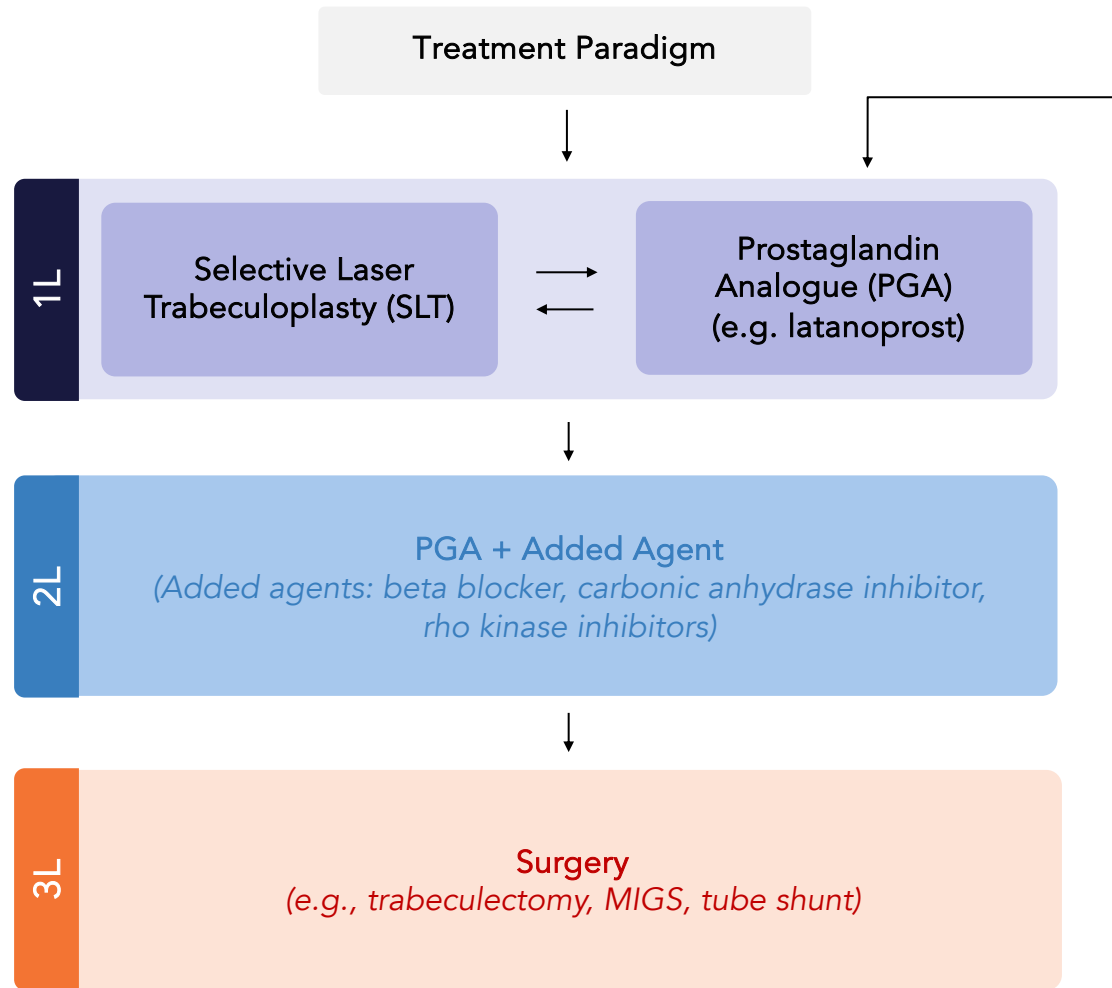 Treatment Paradigm
1L
Selective Laser
Trabeculoplasty (SLT)
Prostaglandin
Analogue (PGA)
(e.g. latanoprost)
2L
PGA + Added Agent
(Added agents: beta blocker, carbonic anhydrase inhibitor,
rho kinase inhibitors)
3L
Surgery
(e.g., trabeculectomy, MIGS, tube shunt)